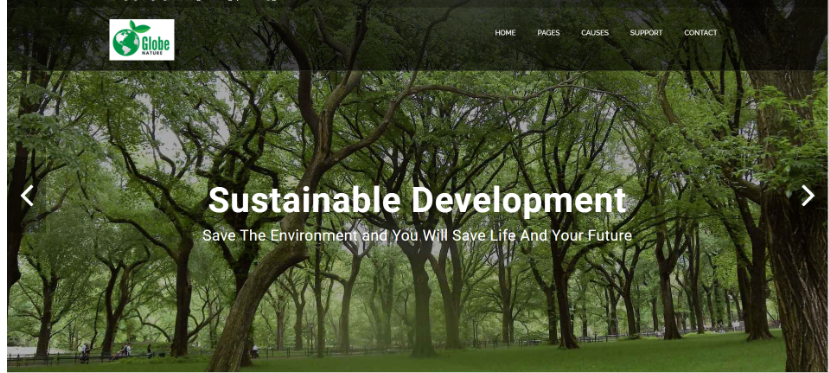 Globe
NATURE
HOME
PAGES
CAUSES
SUPPORT
CONTACT
Sustainable Development
Save The Environment and You Will Save Life And Your Future